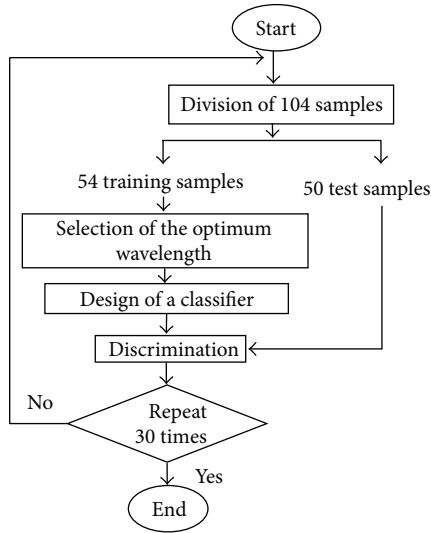 Start
Division of 104 samples
54 training samples
50 test samples
Selection of the optimum
wavelength
Design of a classifier
Discrimination
No
Repeat
30 times
Yes
End